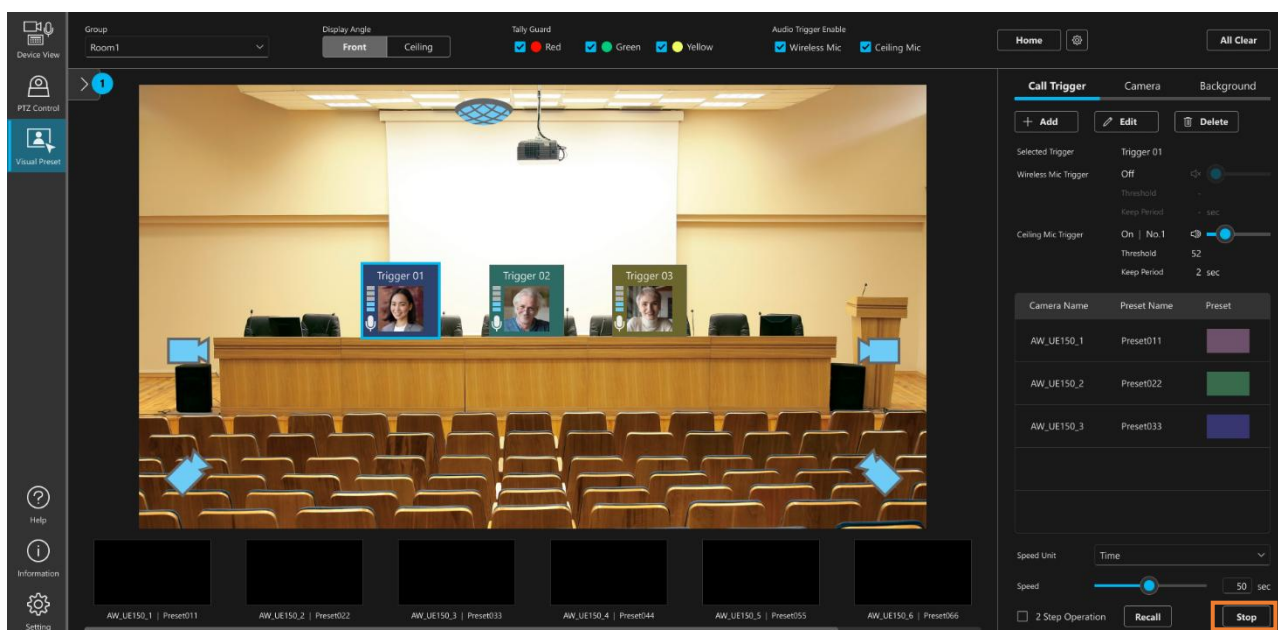 Device View
PTZ Control
Visual Preset
Help
Information
Setting
Group
Room1
Display Angle
Front Ceiling
Tally Guard
Red Green Yellow
Audio Trigger Enable
Wireless Mic Ceiling Mic
Home
All Clear
1
Trigger 01 Trigger 02 Trigger 03
AW_UE150_1 | Preset011
AW_UE150_2 | Preset022
AW_UE150_3 | Preset033
AW_UE150_4 | Preset044
AW_UE150_5 | Preset055
AW_UE150_6 | Preset066
Call Trigger Camera Background
+ Add Edit Delete
Selected Trigger Trigger 01
Wireless Mic Trigger Off
Threshold -
Keep Period - sec
Ceiling Mic Trigger On | No.1
Threshold 52
Keep Period 2 sec
Camera Name Preset Name Preset
AW_UE150_1 Preset011
AW_UE150_2 Preset022
AW_UE150_3 Preset033
Speed Unit Time
Speed 50 sec
2 Step Operation Recall Stop